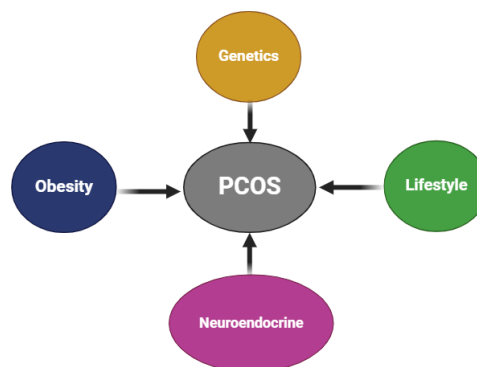 Genetics
Obesity
PCOS
Lifestyle
Neuroendocrine